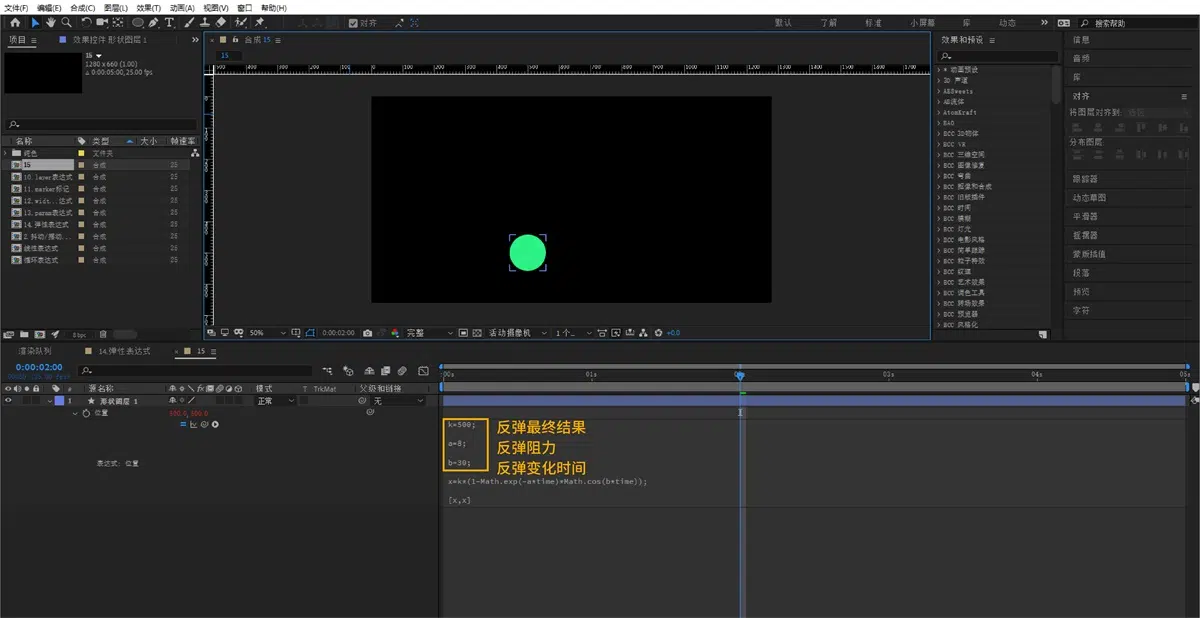 文件(F) 编辑(E) 合成(C) 图层(L) 效果(T) 动画(A) 视图(V) 窗口 帮助(H)
对齐 默认 了解 标准 小屏幕 库 动态 搜索帮助
项目 效果控件 形状图层 1
合成 15
效果和预设
信息
15
1280 x 660 (1.00)
Δ 0:00:05:00, 25.00 fps
15
音频
库
对齐
将图层对齐到: 选区
分布图层:
跟踪器
动态草图
平滑器
摇摆器
蒙版插值
段落
预览
字符
名称 类型 大小 帧速率
纯色 文件夹
15 合成 25
10.layer表达式 合成 25
11.marker标记 合成 25
12.widt...达式 合成 25
13.param表达式 合成 25
14.弹性表达式 合成 25
2.抖动/摆动... 合成 25
线性表达式 合成 25
循环表达式 合成 25
* 动画预设
3D 声道
AESweets
AE流体
AtomKraft
BAO
BCC 3D物体
BCC VR
BCC 三维空间
BCC 图像修复
BCC 弯曲
BCC 抠像和合成
BCC 旧版插件
BCC 时间
BCC 模糊
BCC 灯光
BCC 电影风格
BCC 简单跟踪
BCC 粒子特效
BCC 纹理
BCC 艺术效果
BCC 调色工具
BCC 转场效果
BCC 预览器
BCC 风格化
8 bpc
50% 0:00:02:00 完整 活动摄像机 1 个... +0.0
渲染队列 14.弹性表达式 15
0:00:02:00
源名称 模式 T TrkMat 父级和链接
:00s 01s 02s 03s 04s 05s
1 形状图层 1 正常 无
位置 500.0,500.0
表达式: 位置
k=500; 反弹最终结果
a=8; 反弹阻力
b=30; 反弹变化时间
x=k*(1-Math.exp(-a*time)*Math.cos(b*time));
[x,x]